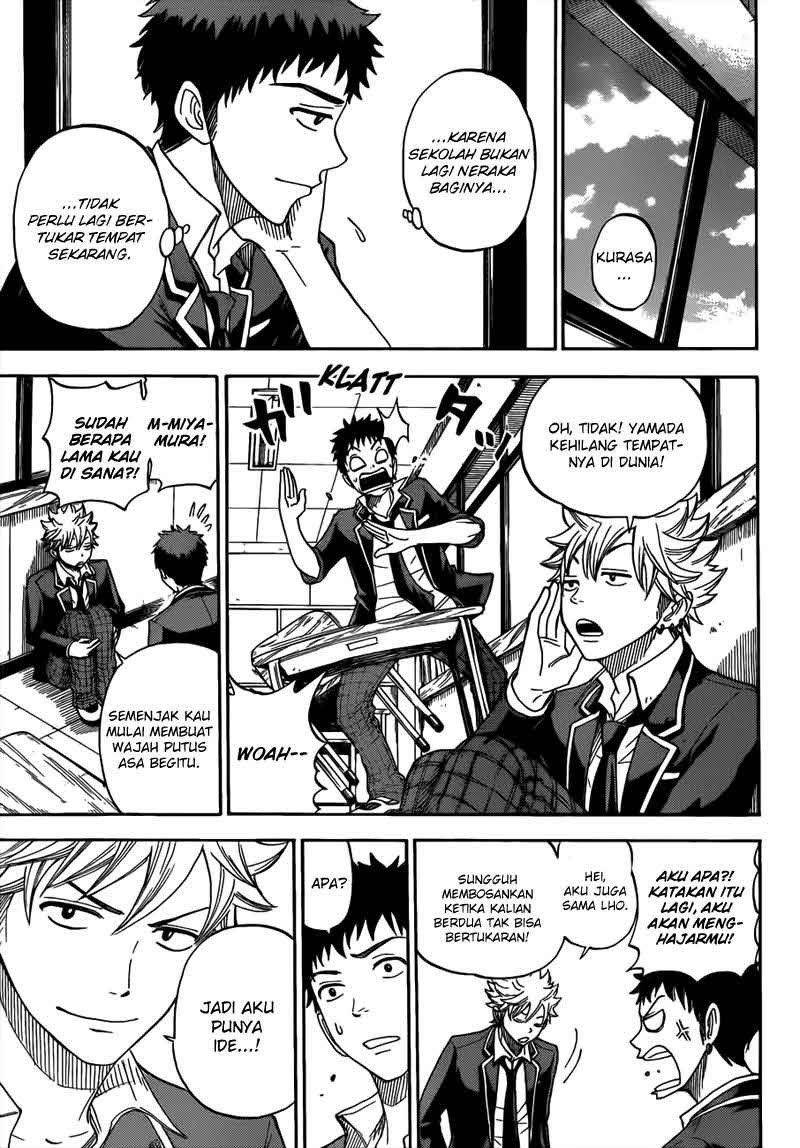 KURASA
...
...KARENA
SEKOLAH BUKAN
LAGI NERAKA
BAGINYA...
...TIDAK
PERLU LAGI BER-
TUKAR TEMPAT
SEKARANG.
OH, TIDAK! YAMADA
KEHILANG TEMPAT-
NYA DI DUNIA!
KLATT
ガ
タ
WOAH--
M-MIYA-
MURA!
SUDAH
BERAPA
LAMA KAU
DI SANA?!
SEMENJAK KAU
MULAI MEMBUAT
WAJAH PUTUS
ASA BEGITU.
AKU APA?!
KATAKAN ITU
LAGI, AKU
AKAN MENG-
HAJARMU!
HEI,
AKU JUGA
SAMA LHO.
SUNGGUH
MEMBOSANKAN
KETIKA KALIAN
BERDUA TAK BISA
BERTUKARAN!
APA?
JADI AKU
PUNYA
IDE...!